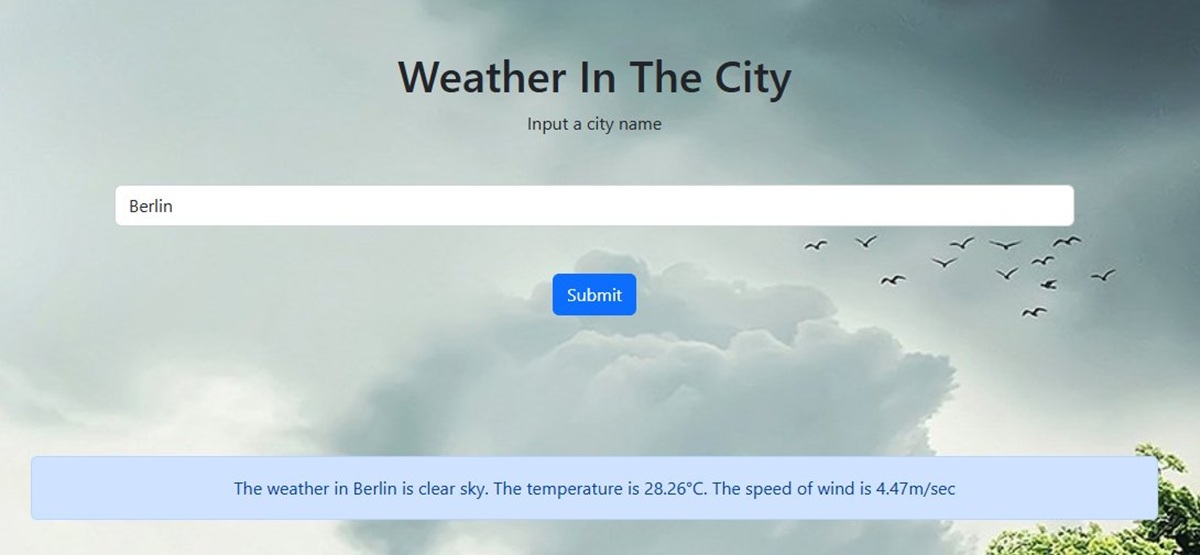 Weather In The City
Input a city name
Berlin
Submit
The weather in Berlin is clear sky. The temperature is 28.26°C. The speed of wind is 4.47m/sec